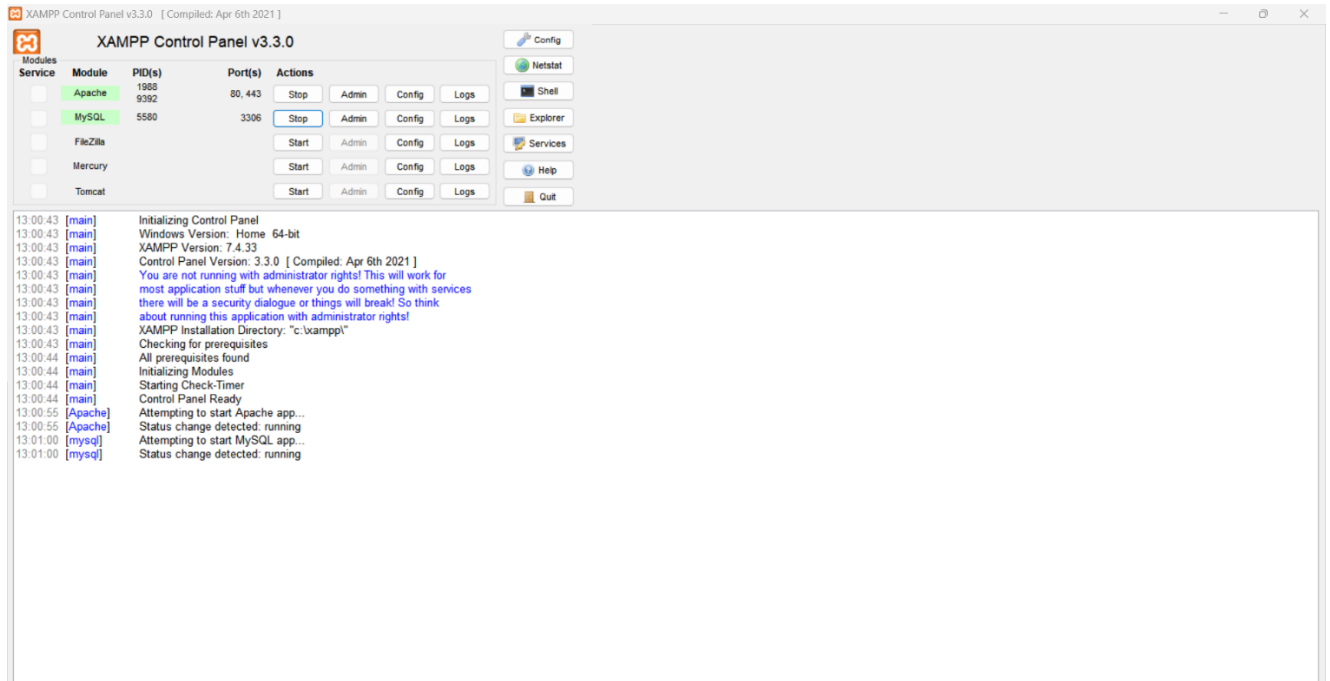 XAMPP Control Panel v3.3.0 [ Compiled: Apr 6th 2021 ]
XAMPP Control Panel v3.3.0
Modules
Service Module PID(s) Port(s) Actions
Apache 1988 9392 80, 443 Stop Admin Config Logs
MySQL 5580 3306 Stop Admin Config Logs
FileZilla Start Admin Config Logs
Mercury Start Admin Config Logs
Tomcat Start Admin Config Logs
Config
Netstat
Shell
Explorer
Services
Help
Quit
13:00:43 [main] Initializing Control Panel
13:00:43 [main] Windows Version: Home 64-bit
13:00:43 [main] XAMPP Version: 7.4.33
13:00:43 [main] Control Panel Version: 3.3.0 [ Compiled: Apr 6th 2021 ]
13:00:43 [main] You are not running with administrator rights! This will work for
13:00:43 [main] most application stuff but whenever you do something with services
13:00:43 [main] there will be a security dialogue or things will break! So think
13:00:43 [main] about running this application with administrator rights!
13:00:43 [main] XAMPP Installation Directory: "c:\xampp\"
13:00:43 [main] Checking for prerequisites
13:00:44 [main] All prerequisites found
13:00:44 [main] Initializing Modules
13:00:44 [main] Starting Check-Timer
13:00:44 [main] Control Panel Ready
13:00:55 [Apache] Attempting to start Apache app...
13:00:55 [Apache] Status change detected: running
13:01:00 [mysql] Attempting to start MySQL app...
13:01:00 [mysql] Status change detected: running